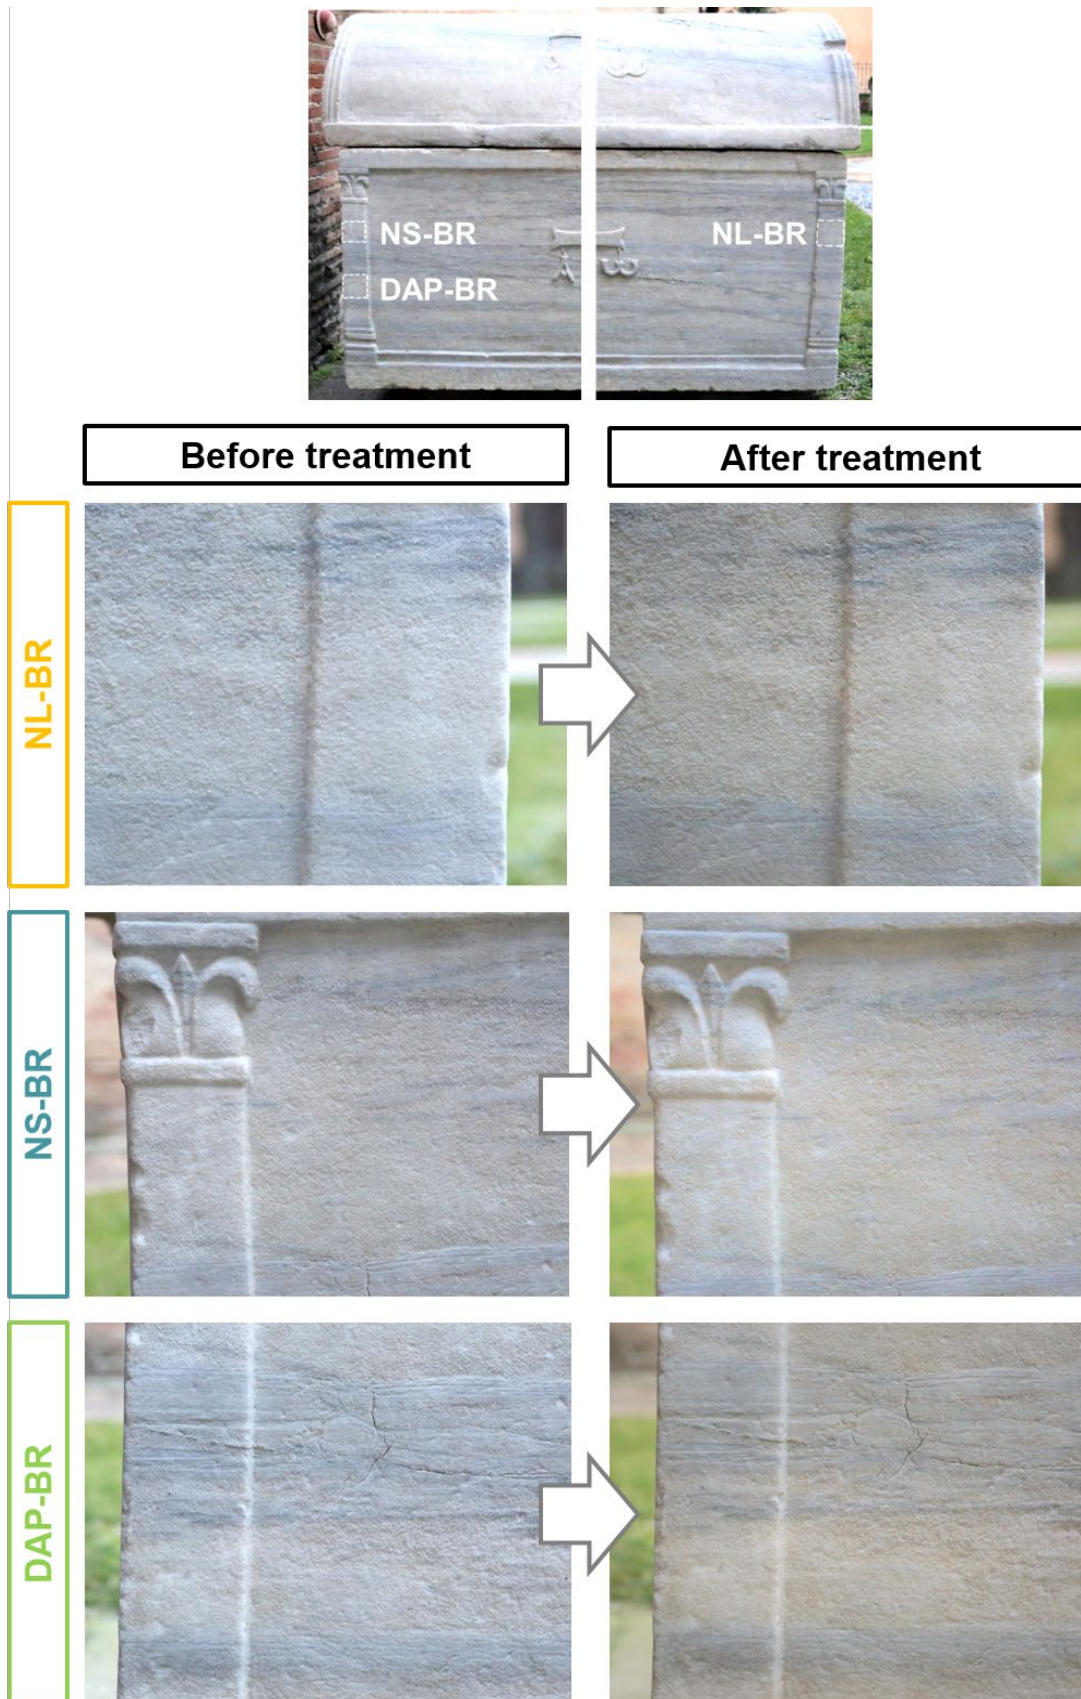 NS-BR
NL-BR
DAP-BR
Before treatment
After treatment
NL-BR
NS-BR
DAP-BR